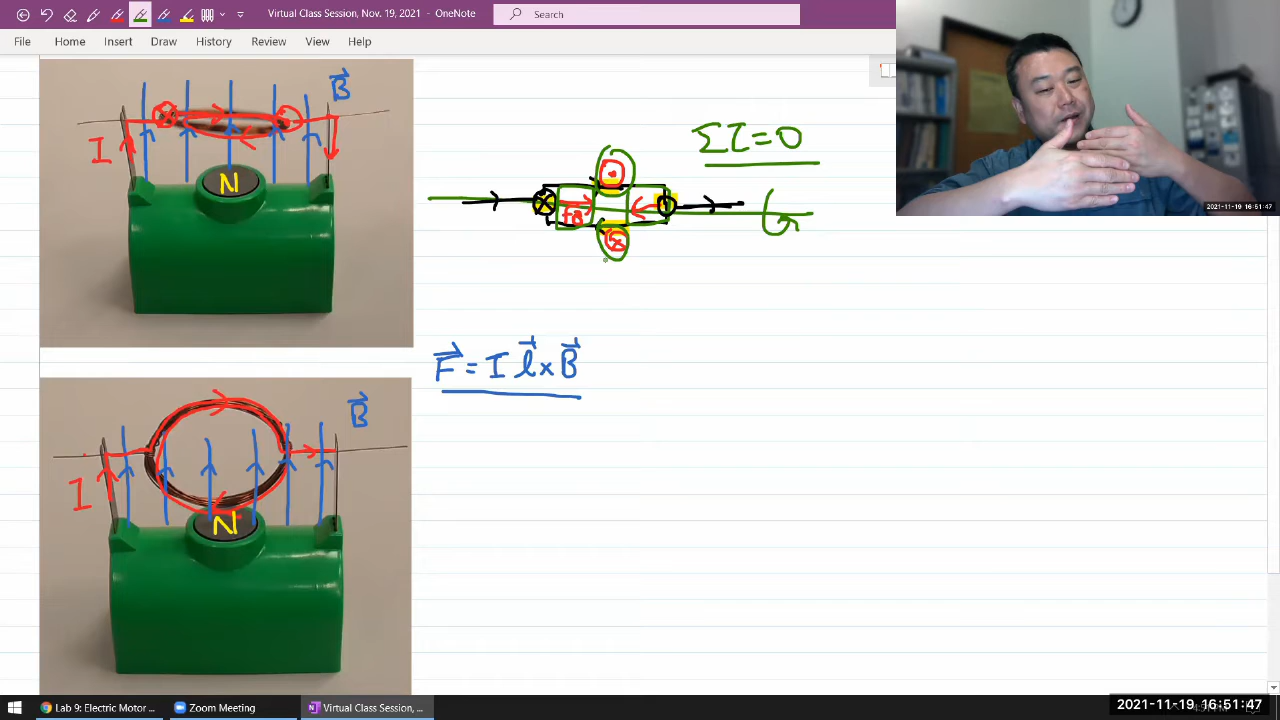 Virtual Class Session, Nov 19, 2021 - OneNote
Search
File Home Insert Draw History Review View Help
B
I
N
Στ=0
F = I l × B
B
I
N
2021-11-19 16:51:47
Lab 9: Electric Motor ...
Zoom Meeting
Virtual Class Session, ...
2021-11-19 16:51:47